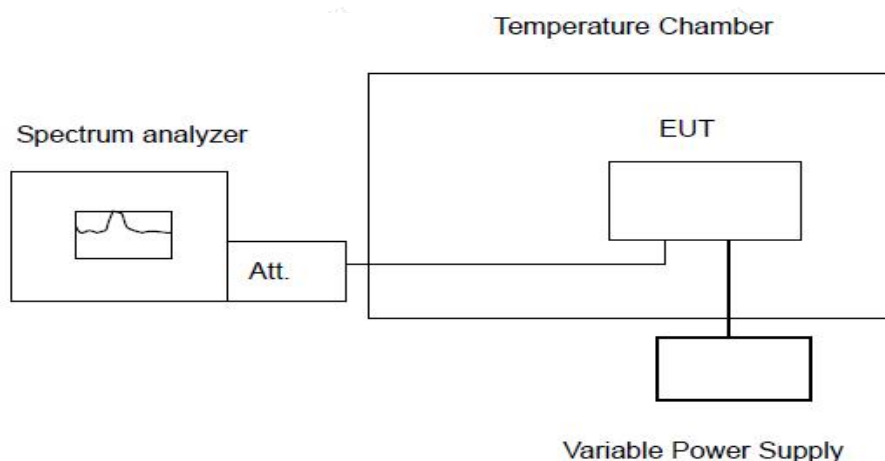 Temperature Chamber
Spectrum analyzer
EUT
Att.
Variable Power Supply